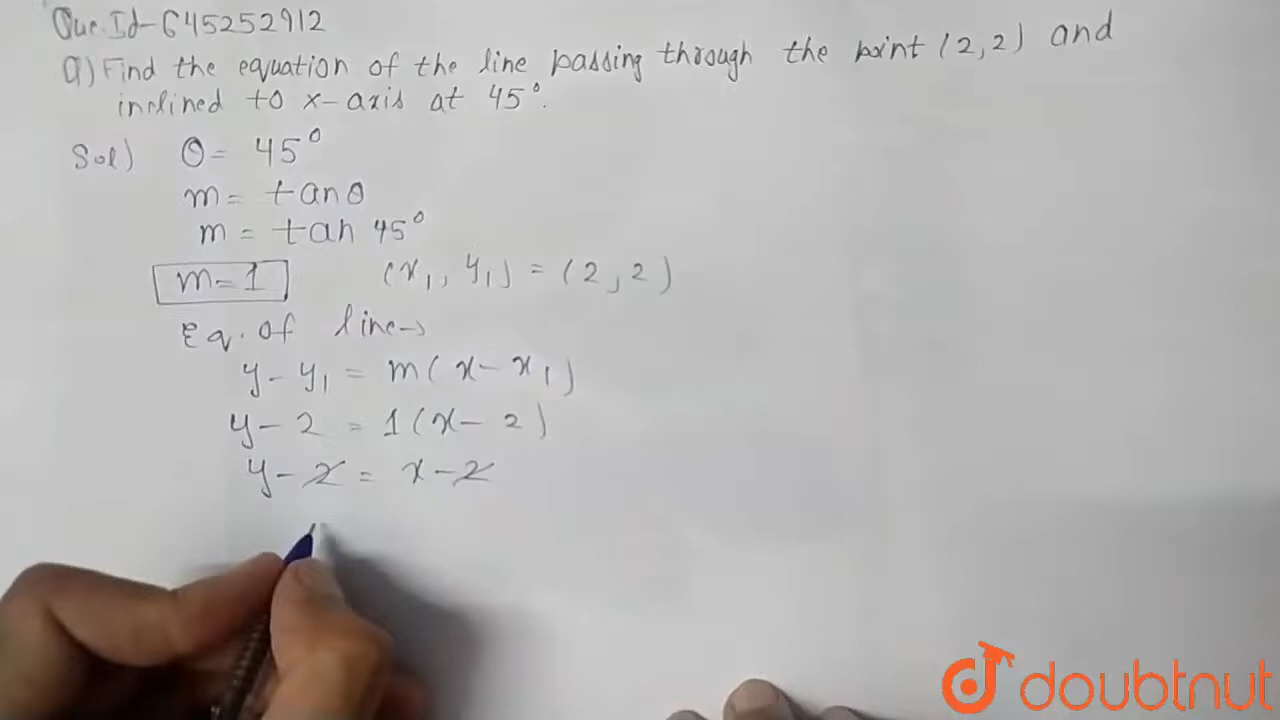 Que.Id-645252912
Q) Find the equation of the line passing through the point (2,2) and
inclined to x-axis at 45°.
Sol) θ= 45°
m= tanθ
m= tan 45°
m=1 (x₁, y₁) = (2,2)
Eq. of line→
y-y₁ = m(x-x₁)
y-2 = 1(x-2)
y-2 = x-2
doubtnut